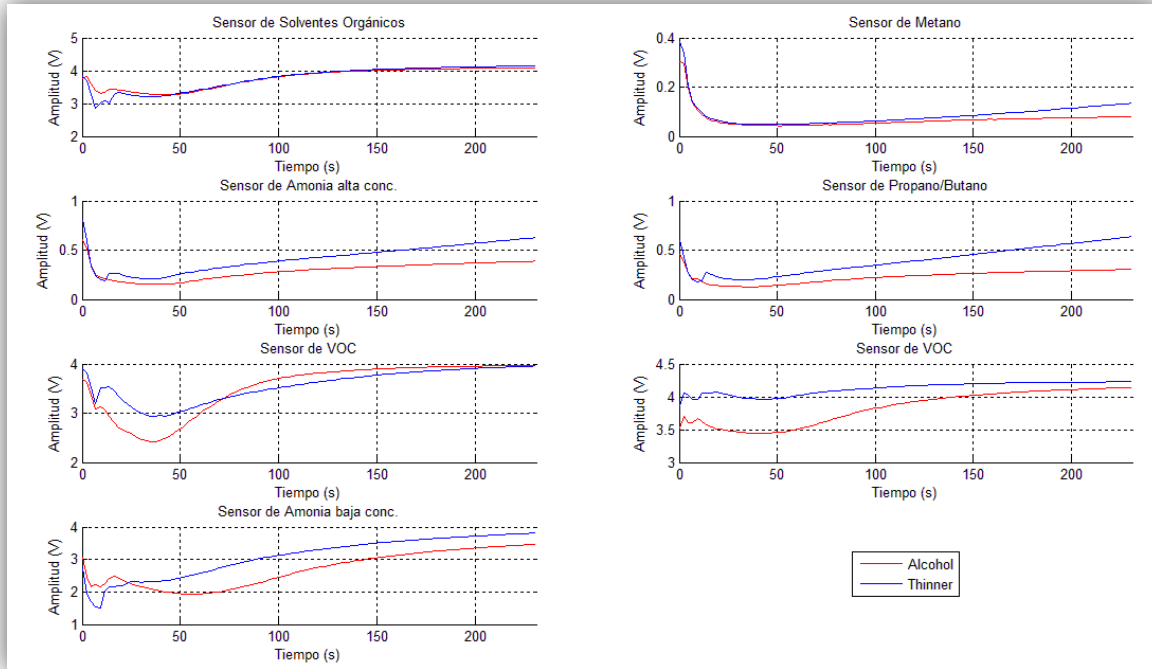 Sensor de Solventes Orgánicos
Amplitud (V)
5
4
3
2
0 50 100 150 200
Tiempo (s)
Sensor de Metano
Amplitud (V)
0.4
0.2
0
0 50 100 150 200
Tiempo (s)
Sensor de Amonia alta conc.
Amplitud (V)
1
0.5
0
0 50 100 150 200
Tiempo (s)
Sensor de Propano/Butano
Amplitud (V)
1
0.5
0
0 50 100 150 200
Tiempo (s)
Sensor de VOC
Amplitud (V)
4
3
2
0 50 100 150 200
Tiempo (s)
Sensor de VOC
Amplitud (V)
4.5
4
3.5
3
0 50 100 150 200
Tiempo (s)
Sensor de Amonia baja conc.
Amplitud (V)
4
3
2
1
0 50 100 150 200
Tiempo (s)
Alcohol
Thinner